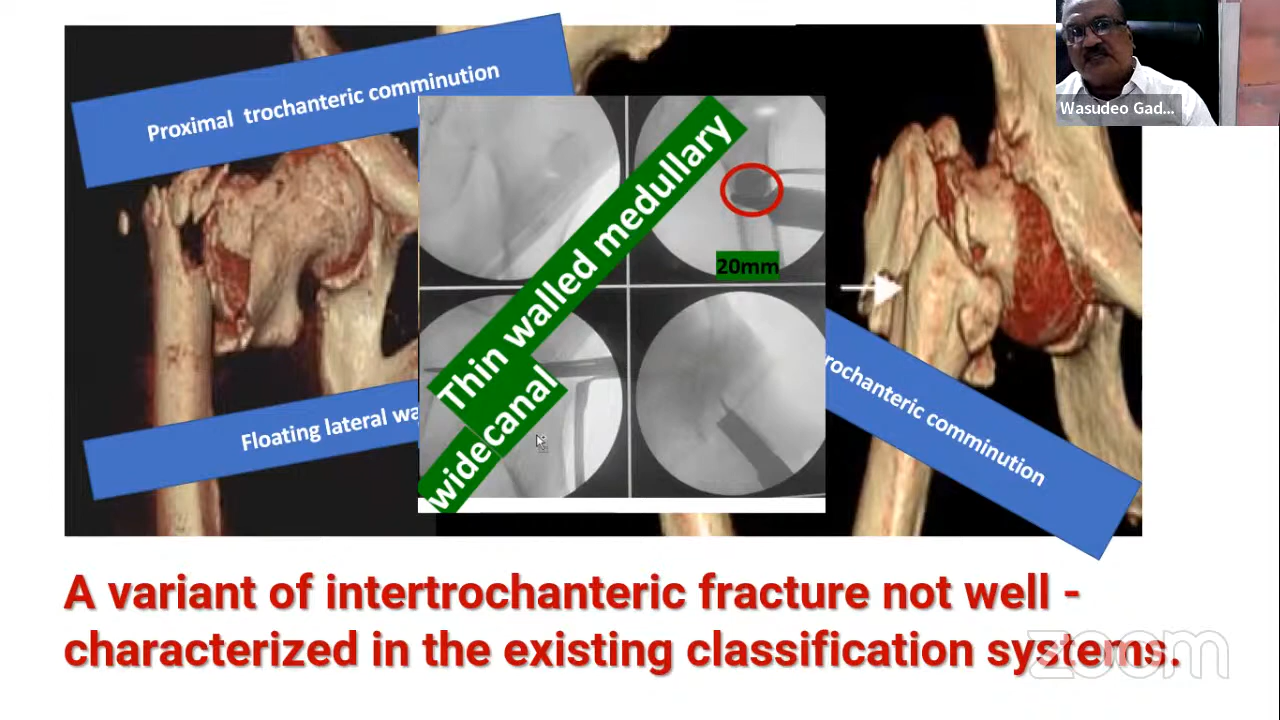 Proximal trochanteric comminution
Wasudeo Gad...
Thin walled medullary
widecanal
20mm
Floating lateral wa
rochanteric comminution
A variant of intertrochanteric fracture not well -
characterized in the existing classification systems.
zoom